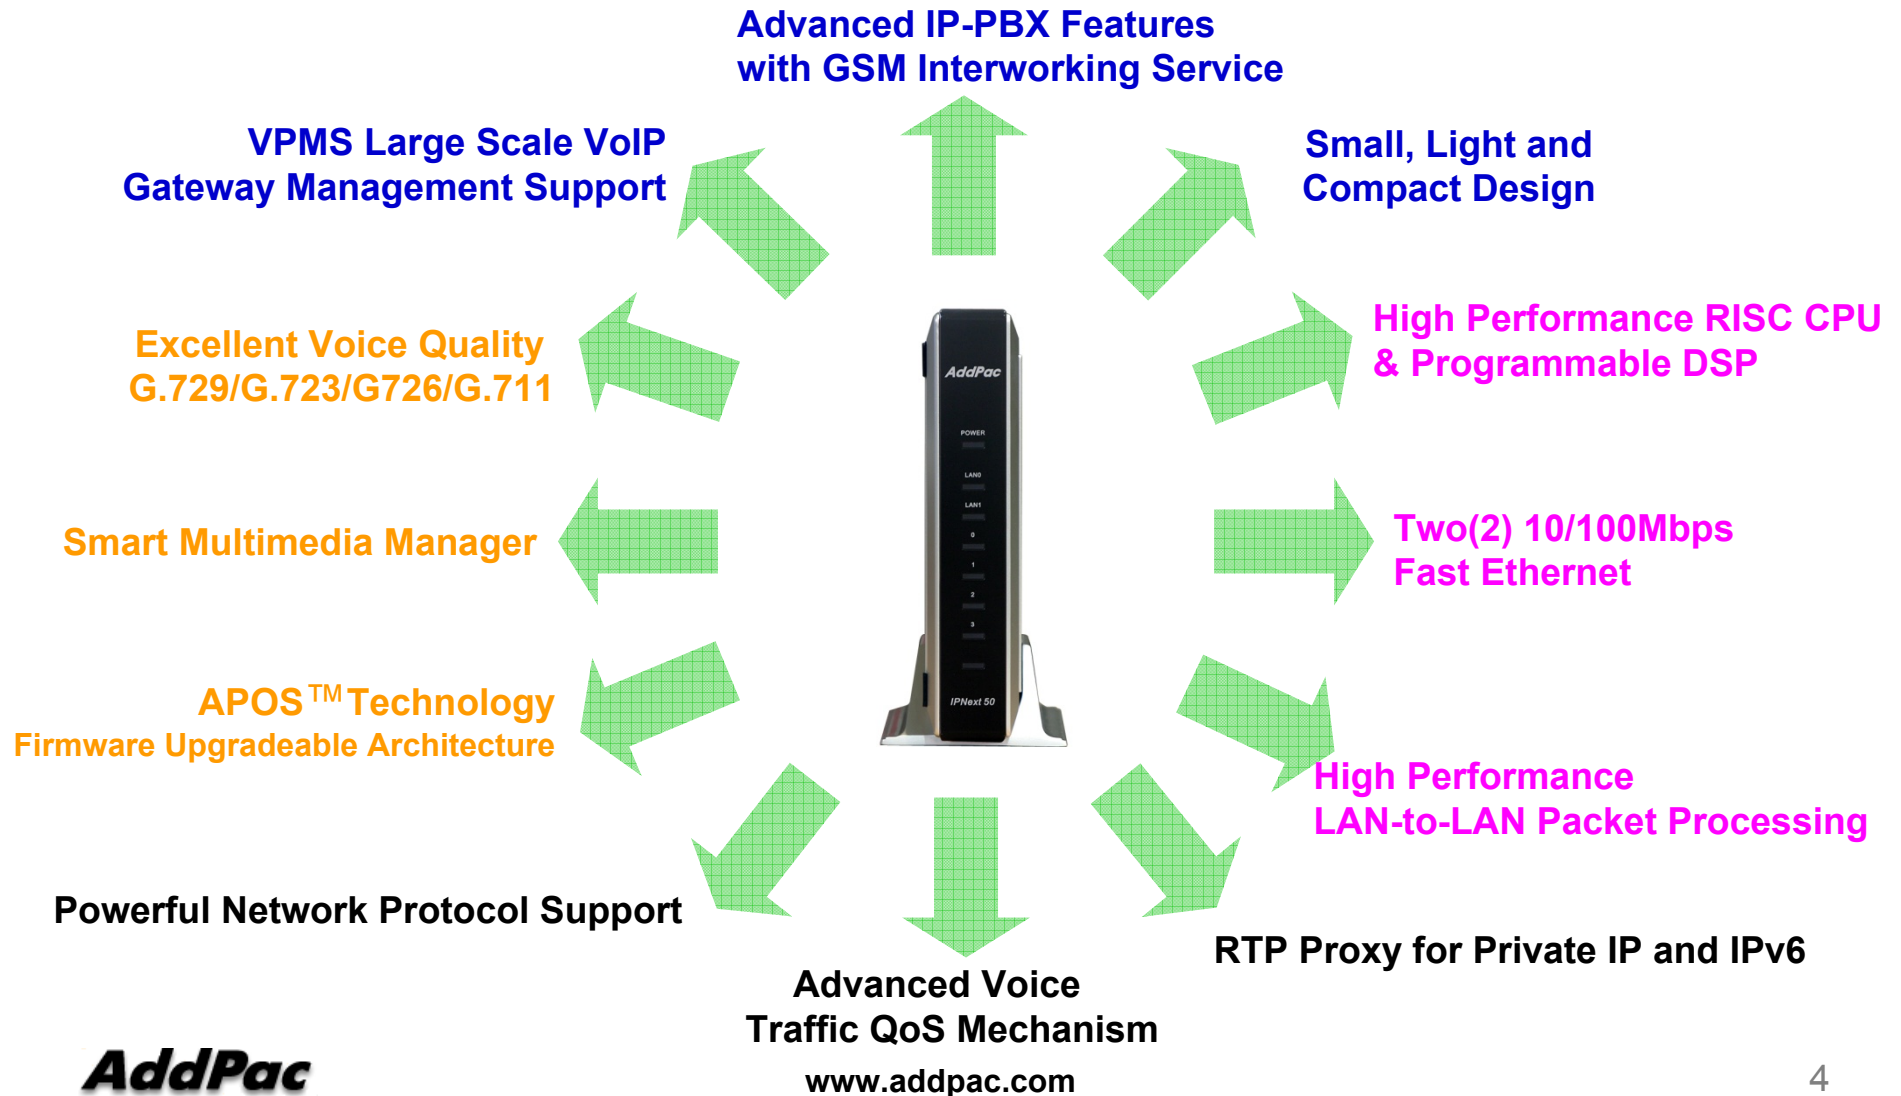 Advanced IP-PBX Features
with GSM Interworking Service
VPMS Large Scale VoIP
Gateway Management Support
Small, Light and
Compact Design
Excellent Voice Quality
G.729/G.723/G726/G.711
High Performance RISC CPU
& Programmable DSP
AddPac
POWER
LAN0
LAN1
0
1
2
3
IPNext 50
Smart Multimedia Manager
Two(2) 10/100Mbps
Fast Ethernet
APOS™ Technology
Firmware Upgradeable Architecture
High Performance
LAN-to-LAN Packet Processing
Powerful Network Protocol Support
RTP Proxy for Private IP and IPv6
Advanced Voice
Traffic QoS Mechanism
AddPac
www.addpac.com
4